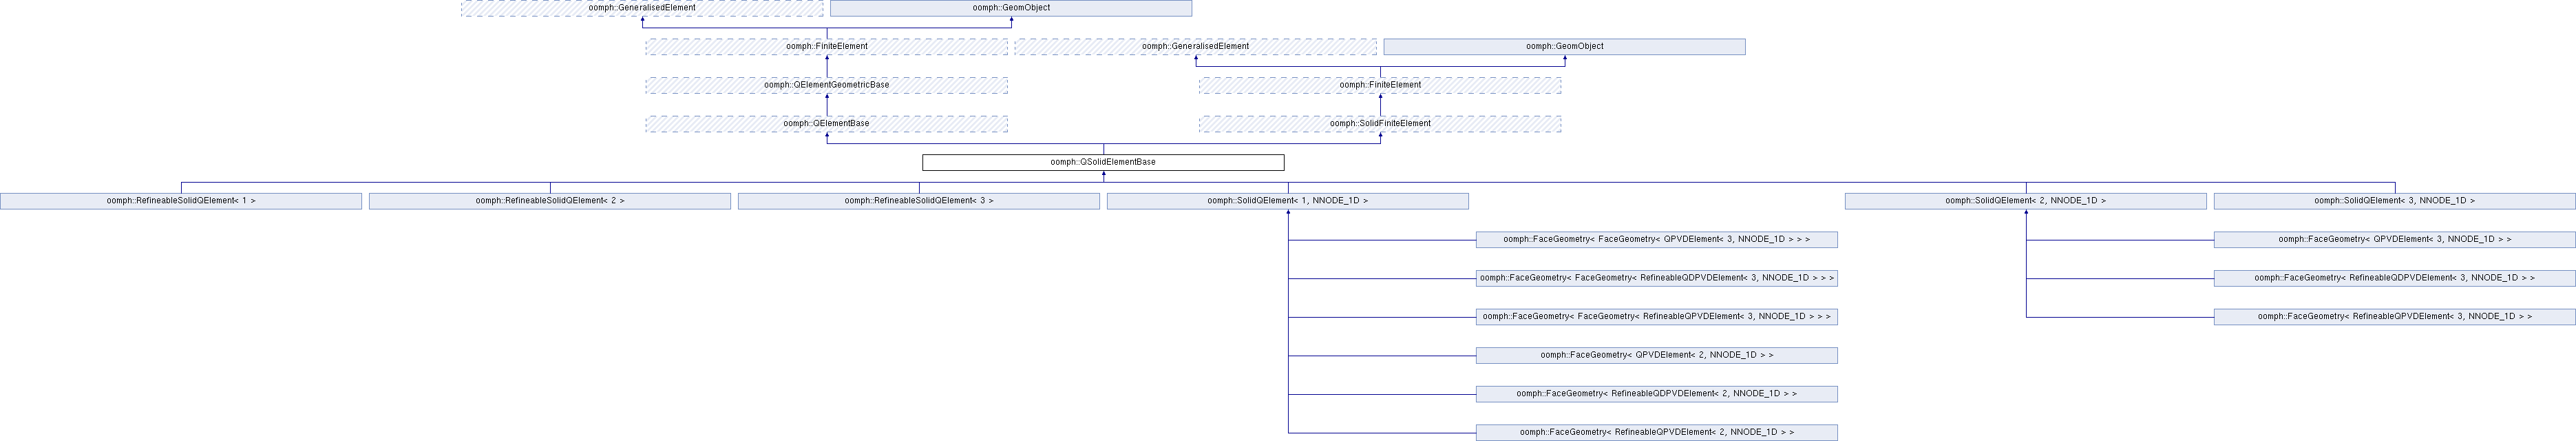 oomph::GeneralisedElement
oomph::GeomObject
oomph::FiniteElement
oomph::GeneralisedElement
oomph::GeomObject
oomph::QElementGeometricBase
oomph::FiniteElement
oomph::QElementBase
oomph::SolidFiniteElement
oomph::QSolidElementBase
oomph::RefineableSolidQElement< 1 >
oomph::RefineableSolidQElement< 2 >
oomph::RefineableSolidQElement< 3 >
oomph::SolidQElement< 1, NNODE_1D >
oomph::SolidQElement< 2, NNODE_1D >
oomph::SolidQElement< 3, NNODE_1D >
oomph::FaceGeometry< FaceGeometry< QPVDElement< 3, NNODE_1D > > >
oomph::FaceGeometry< QPVDElement< 3, NNODE_1D > >
oomph::FaceGeometry< FaceGeometry< RefineableQDPVDElement< 3, NNODE_1D > > >
oomph::FaceGeometry< RefineableQDPVDElement< 3, NNODE_1D > >
oomph::FaceGeometry< FaceGeometry< RefineableQPVDElement< 3, NNODE_1D > > >
oomph::FaceGeometry< RefineableQPVDElement< 3, NNODE_1D > >
oomph::FaceGeometry< QPVDElement< 2, NNODE_1D > >
oomph::FaceGeometry< RefineableQDPVDElement< 2, NNODE_1D > >
oomph::FaceGeometry< RefineableQPVDElement< 2, NNODE_1D > >